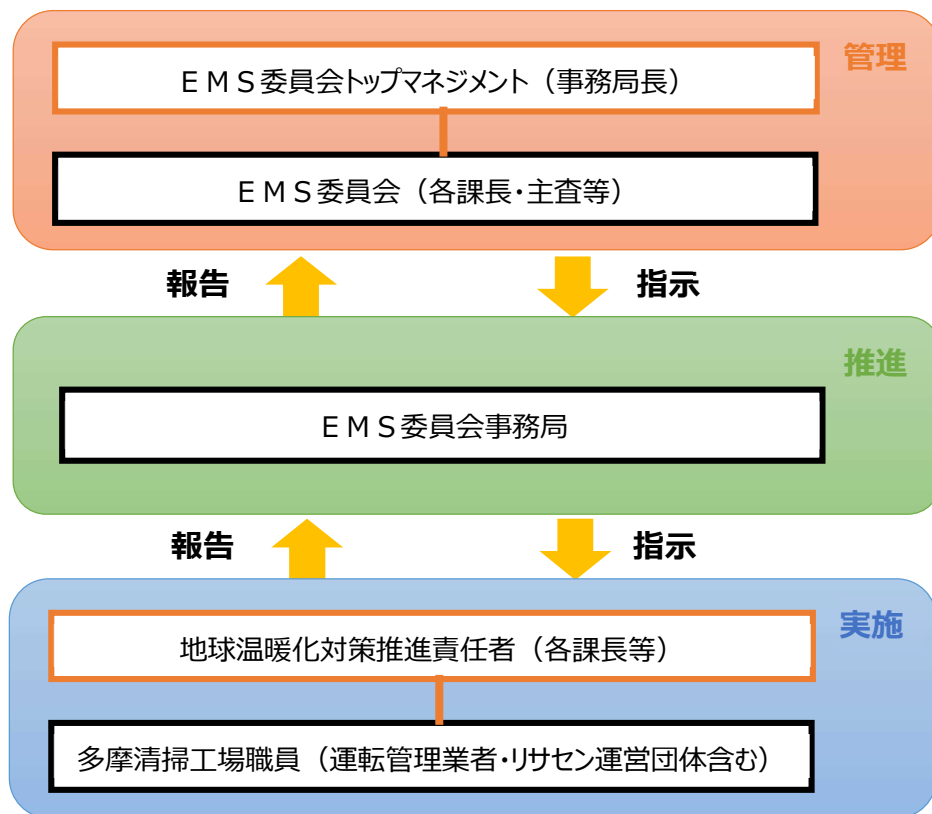 管理
ＥＭＳ委員会トップマネジメント（事務局長）
ＥＭＳ委員会（各課長・主査等）
報告
指示
推進
ＥＭＳ委員会事務局
報告
指示
実施
地球温暖化対策推進責任者（各課長等）
多摩清掃工場職員（運転管理業者・リサセン運営団体含む）